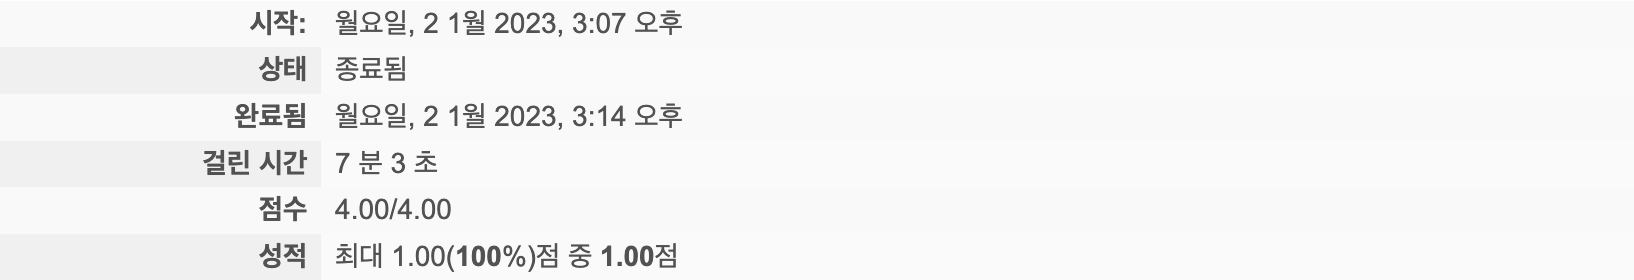 시작: 월요일, 2 1월 2023, 3:07 오후
상태 종료됨
완료됨 월요일, 2 1월 2023, 3:14 오후
걸린 시간 7 분 3 초
점수 4.00/4.00
성적 최대 1.00(100%)점 중 1.00점